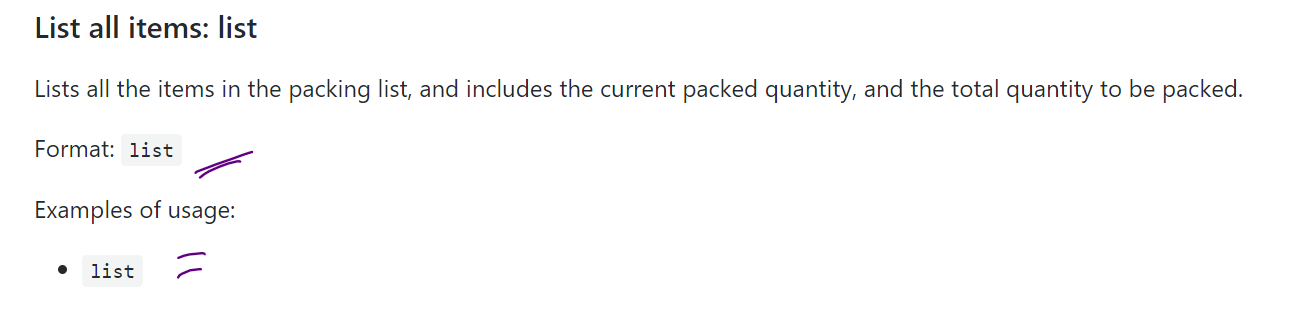 List all items: list
Lists all the items in the packing list, and includes the current packed quantity, and the total quantity to be packed.
Format: list
Examples of usage:
• list